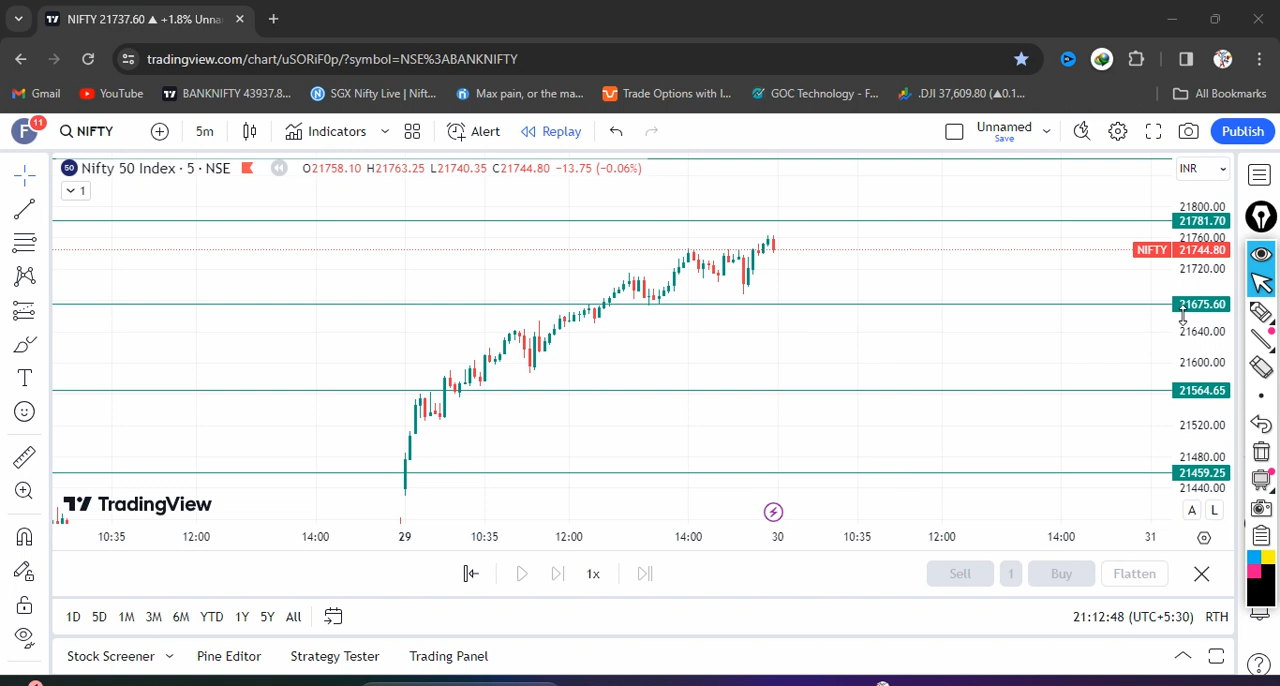 NIFTY 21737.60 ▲ +1.8% Unna
tradingview.com/chart/uSORiF0p/?symbol=NSE%3ABANKNIFTY
Gmail YouTube BANKNIFTY 43937.8... SGX Nifty Live | Nift... Max pain, or the ma... Trade Options with I... GOC Technology - F... .DJI 37,609.80 (▲0.1... All Bookmarks
F 11 NIFTY 5m Indicators Alert Replay Unnamed Save Publish
50 Nifty 50 Index · 5 · NSE O21758.10 H21763.25 L21740.35 C21744.80 −13.75 (−0.06%) INR
1
21800.00
21781.70
21760.00
NIFTY 21744.80
21720.00
21675.60
21640.00
21600.00
21564.65
21520.00
21480.00
21459.25
21440.00
TradingView
A L
10:35 12:00 14:00 29 10:35 12:00 14:00 30 10:35 12:00 14:00 31
1x Sell 1 Buy Flatten
1D 5D 1M 3M 6M YTD 1Y 5Y All 21:12:48 (UTC+5:30) RTH
Stock Screener Pine Editor Strategy Tester Trading Panel